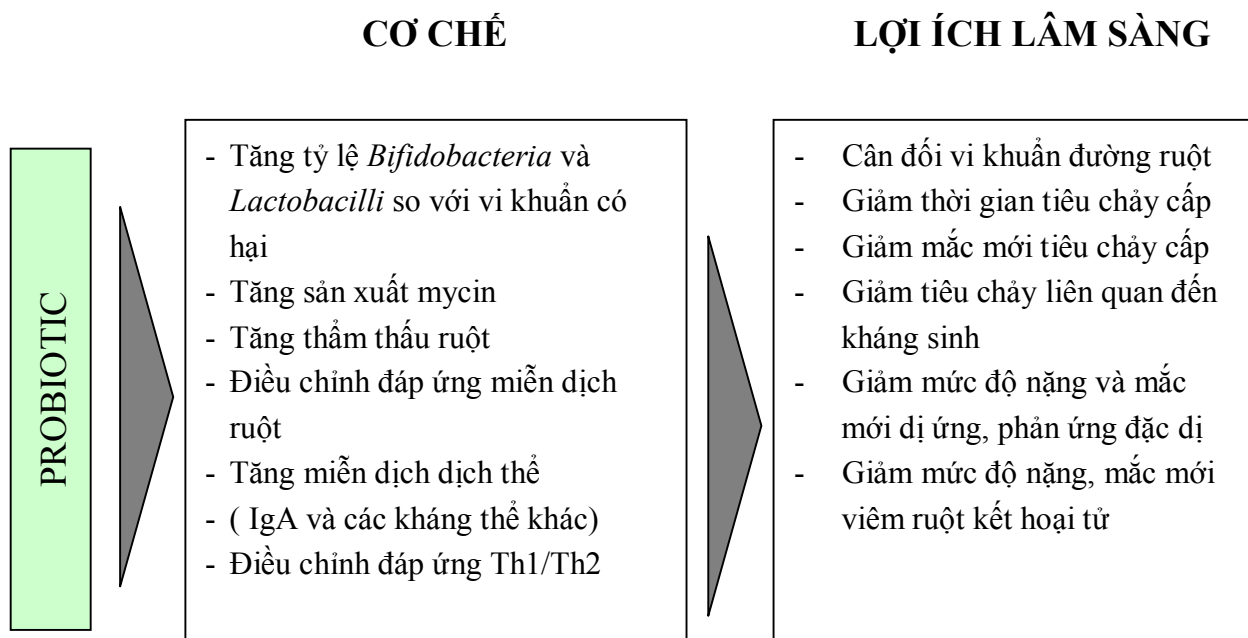 CƠ CHẾ
LỢI ÍCH LÂM SÀNG
PROBIOTIC
- Tăng tỷ lệ Bifidobacteria và
Lactobacilli so với vi khuẩn có
hại
- Tăng sản xuất mycin
- Tăng thẩm thấu ruột
- Điều chỉnh đáp ứng miễn dịch
ruột
- Tăng miễn dịch dịch thể
- ( IgA và các kháng thể khác)
- Điều chỉnh đáp ứng Th1/Th2
- Cân đối vi khuẩn đường ruột
- Giảm thời gian tiêu chảy cấp
- Giảm mắc mới tiêu chảy cấp
- Giảm tiêu chảy liên quan đến
kháng sinh
- Giảm mức độ nặng và mắc
mới dị ứng, phản ứng đặc dị
- Giảm mức độ nặng, mắc mới
viêm ruột kết hoại tử